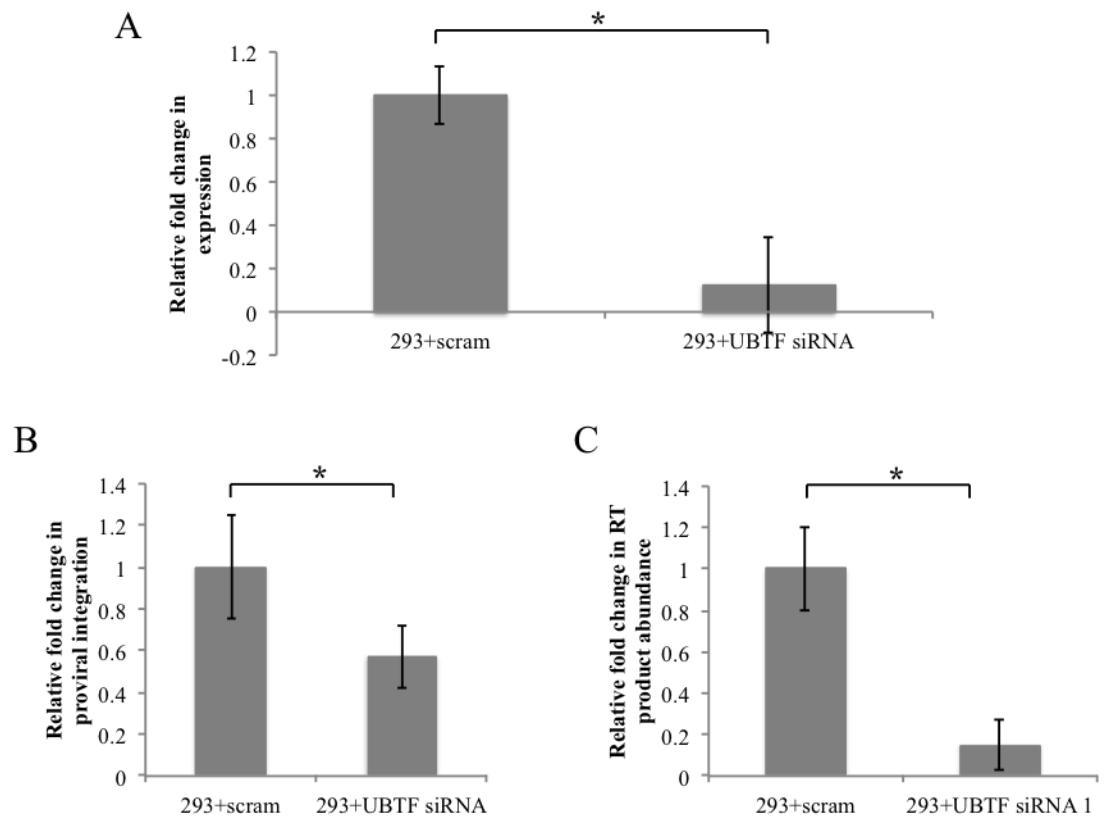 A
*
Relative fold change in
expression
1.2
1
0.8
0.6
0.4
0.2
0
-0.2
293+scram
293+UBTF siRNA
B
*
Relative fold change in
proviral integration
1.4
1.2
1
0.8
0.6
0.4
0.2
0
293+scram
293+UBTF siRNA
C
*
Relative fold change in RT
product abundance
1.4
1.2
1
0.8
0.6
0.4
0.2
0
293+scram
293+UBTF siRNA 1